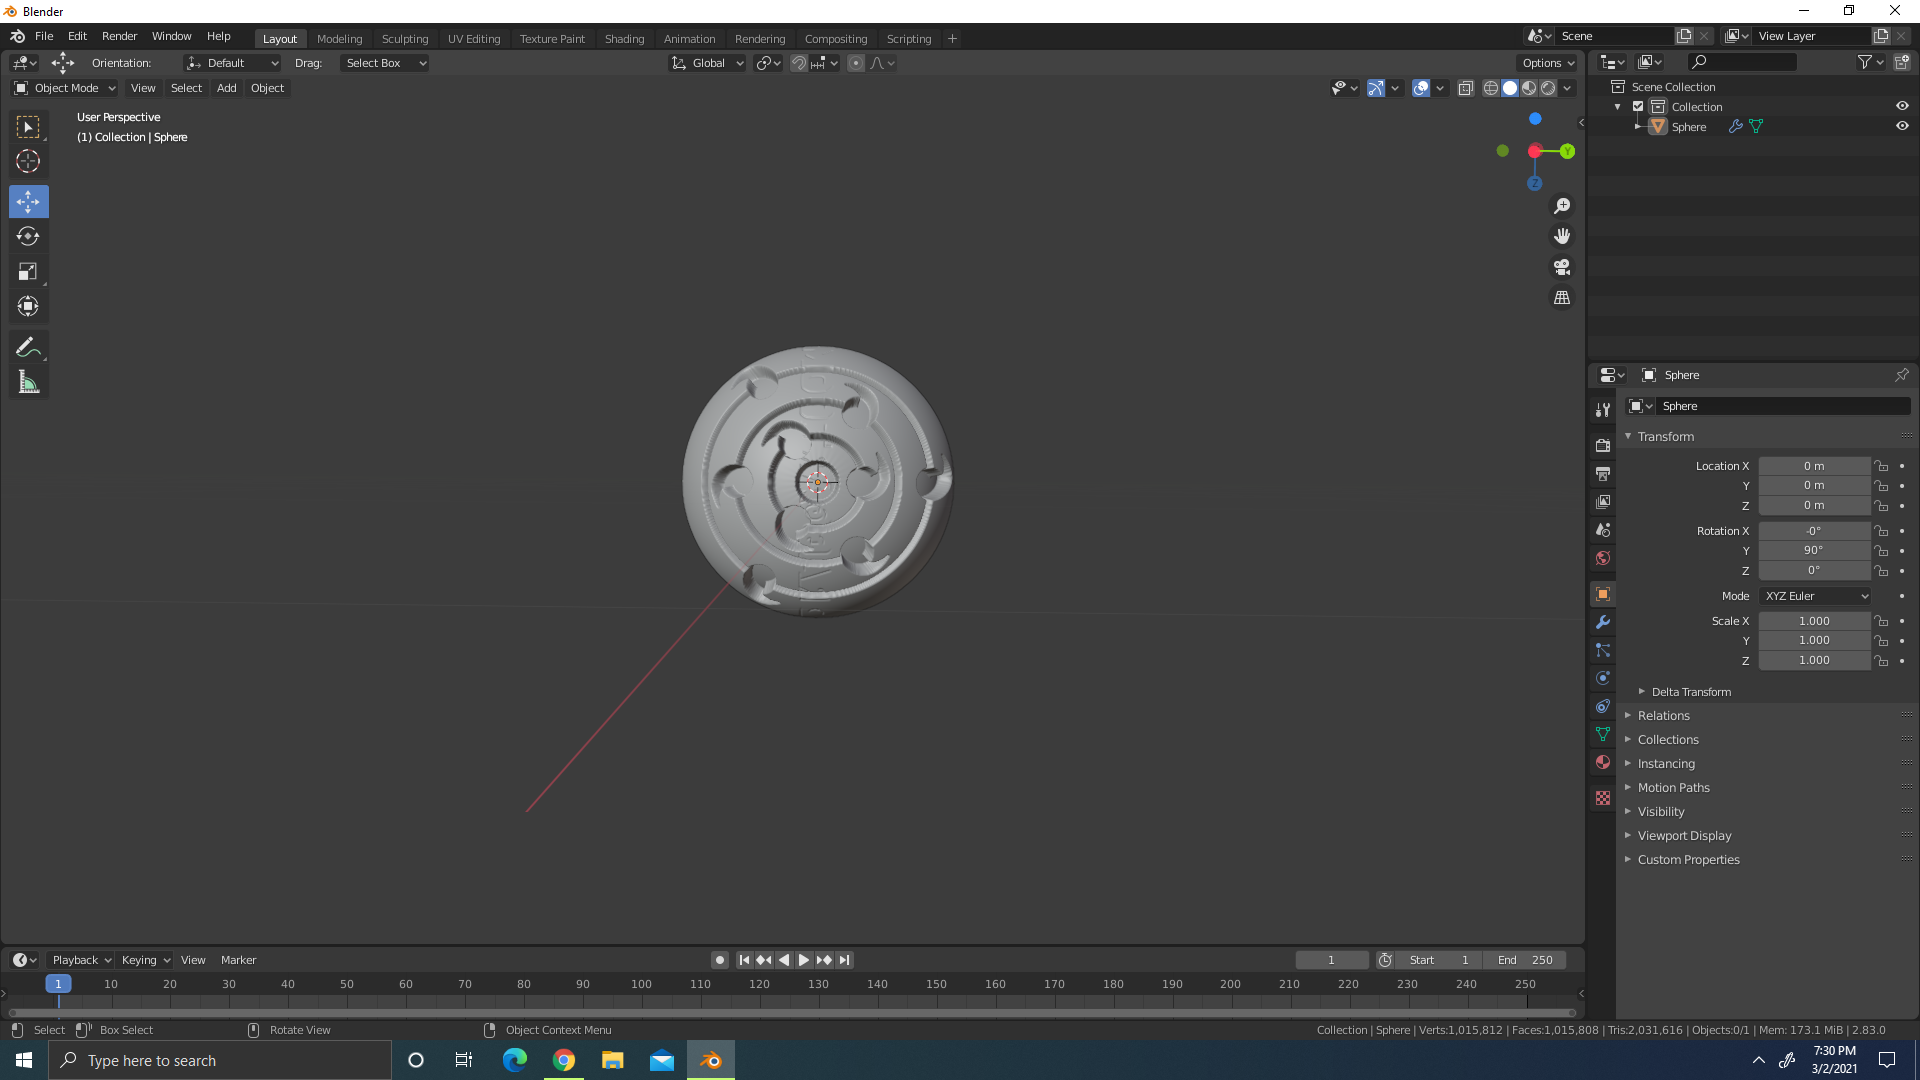 Blender
File Edit Render Window Help
Layout Modeling Sculpting UV Editing Texture Paint Shading Animation Rendering Compositing Scripting
Scene
View Layer
Orientation: Default Drag: Select Box
Global
Options
Object Mode View Select Add Object
User Perspective
(1) Collection | Sphere
Y
Z
Scene Collection
Collection
Sphere
Sphere
Sphere
Transform
Location X 0 m
Y 0 m
Z 0 m
Rotation X -0°
Y 90°
Z 0°
Mode XYZ Euler
Scale X 1.000
Y 1.000
Z 1.000
Delta Transform
Relations
Collections
Instancing
Motion Paths
Visibility
Viewport Display
Custom Properties
Playback Keying View Marker
1 Start 1 End 250
1 10 20 30 40 50 60 70 80 90 100 110 120 130 140 150 160 170 180 190 200 210 220 230 240 250
Select Box Select Rotate View Object Context Menu
Collection | Sphere | Verts:1,015,812 | Faces:1,015,808 | Tris:2,031,616 | Objects:0/1 | Mem: 173.1 MiB | 2.83.0
Type here to search
7:30 PM
3/2/2021